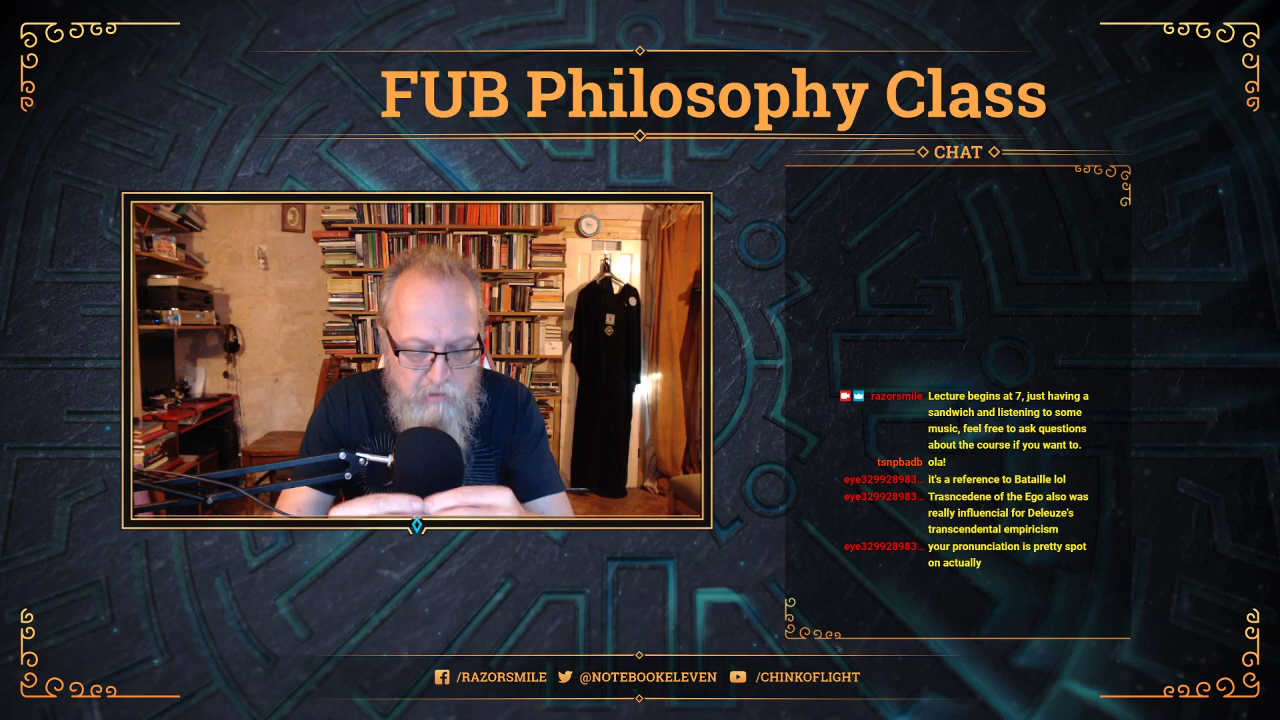 FUB Philosophy Class
CHAT
razorsmile Lecture begins at 7, just having a
sandwich and listening to some
music, feel free to ask questions
about the course if you want to.
tsnpbadb ola!
eye329928983... it's a reference to Bataille lol
eye329928983... Trasncedene of the Ego also was
really influencial for Deleuze's
transcendental empiricism
eye329928983... your pronunciation is pretty spot
on actually
/RAZORSMILE @NOTEBOOKELEVEN /CHINKOFLIGHT